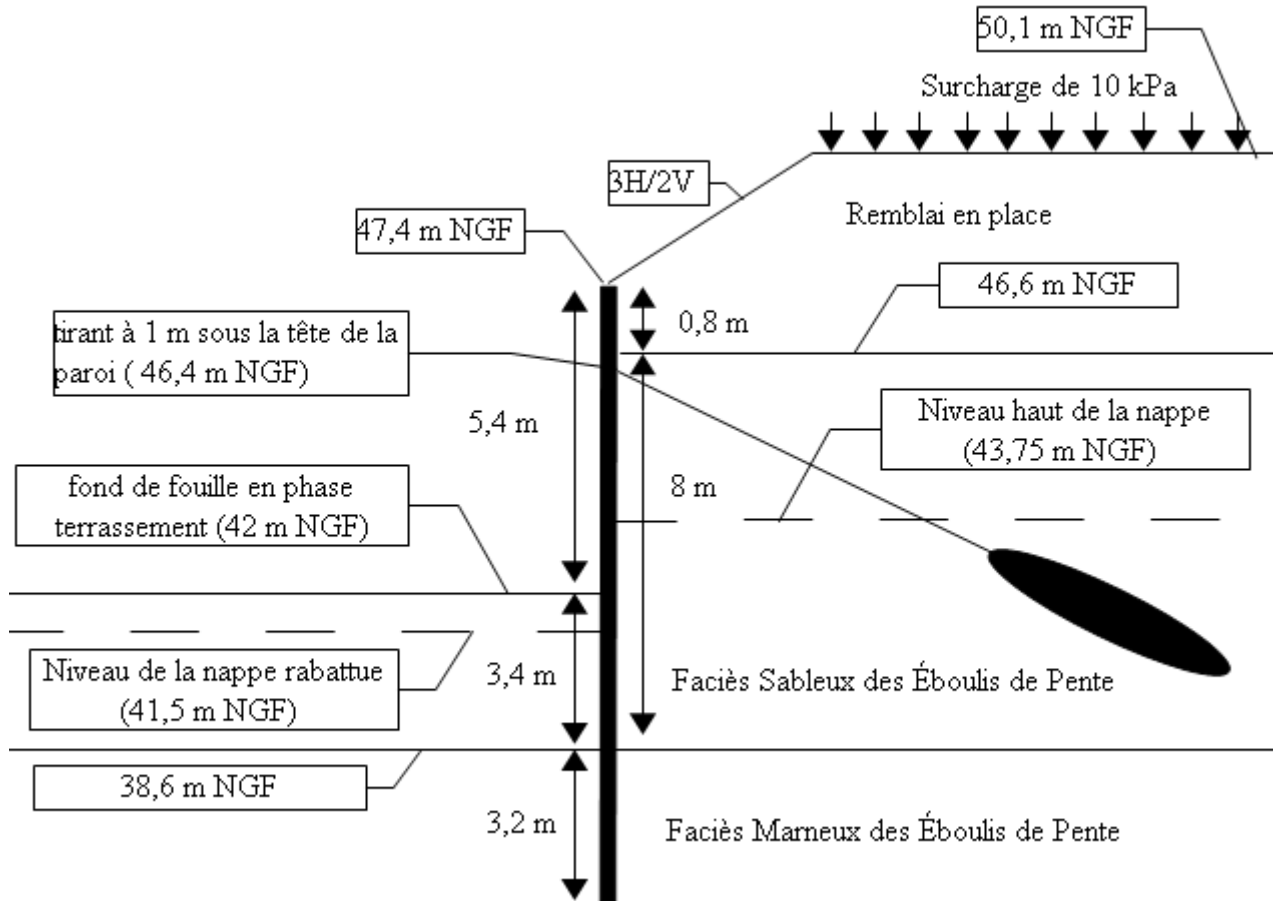 50,1 m NGF
Surcharge de 10 kPa
3H/2V
Remblai en place
47,4 m NGF
46,6 m NGF
0,8 m
tirant à 1 m sous la tête de la
paroi ( 46,4 m NGF)
5,4 m
Niveau haut de la nappe
(43,75 m NGF)
8 m
fond de fouille en phase
terrassement (42 m NGF)
Niveau de la nappe rabattue
(41,5 m NGF)
3,4 m
Faciès Sableux des Éboulis de Pente
38,6 m NGF
3,2 m
Faciès Marneux des Éboulis de Pente